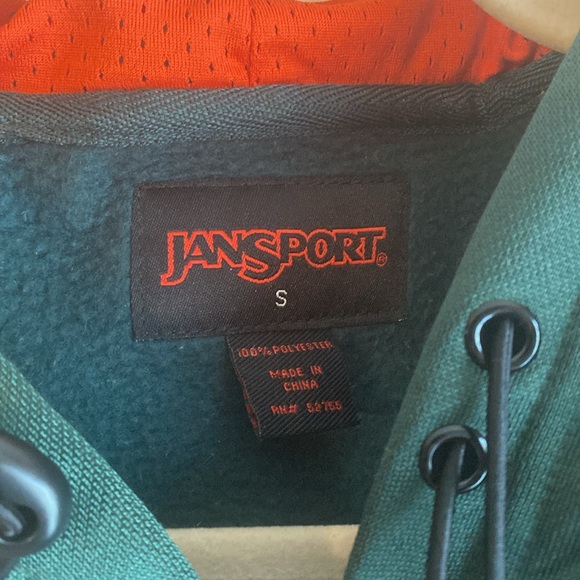 JANSPORT®
S
100% POLYESTER
MADE IN
CHINA
RN# 52755